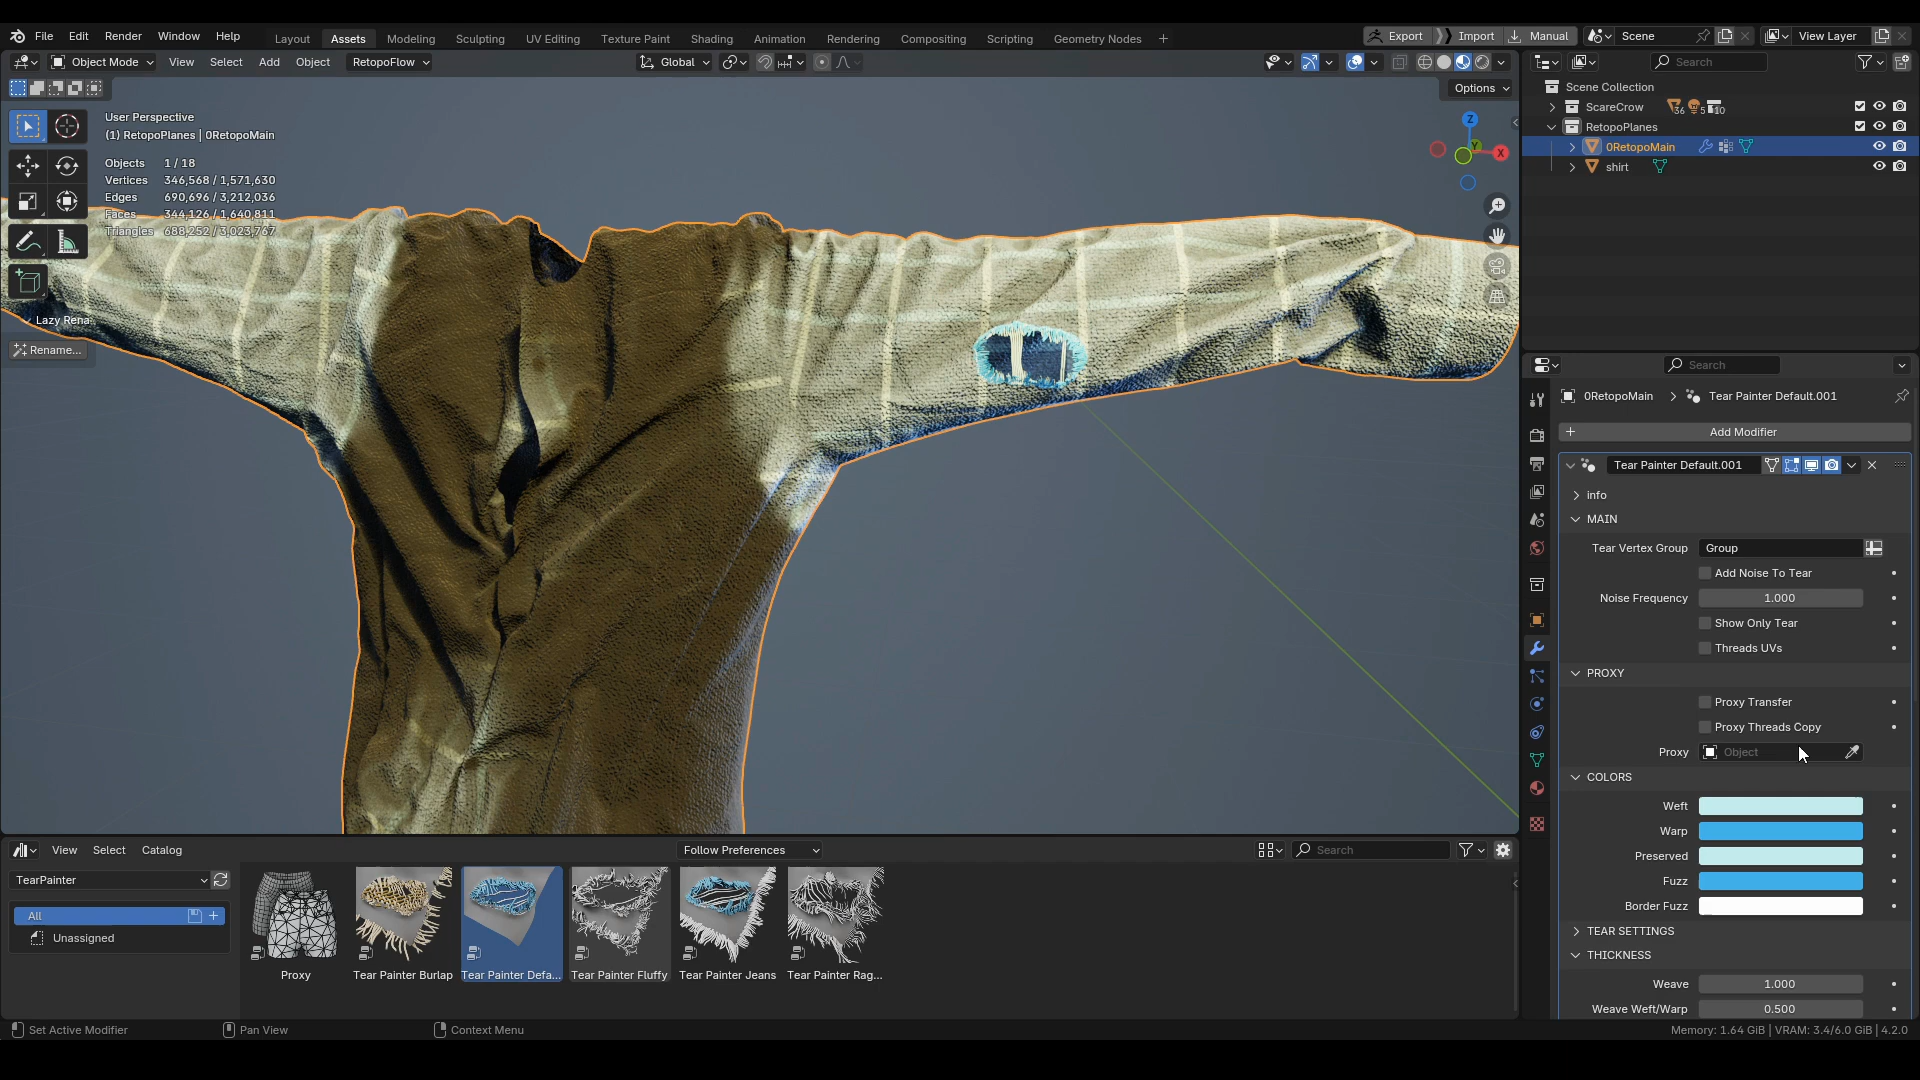 File Edit Render Window Help
Layout Assets Modeling Sculpting UV Editing Texture Paint Shading Animation Rendering Compositing Scripting Geometry Nodes +
Export Import Manual Scene View Layer
Object Mode View Select Add Object RetopoFlow Global
Options
User Perspective
(1) RetopoPlanes | 0RetopoMain
Objects 1 / 18
Vertices 346,568 / 1,571,630
Edges 690,696 / 3,212,036
Faces 344,126 / 1,640,811
Triangles 688,252 / 3,023,767
Lazy Rena
Rename...
Z
Y
X
Search
Scene Collection
ScareCrow 36 5 10
RetopoPlanes
0RetopoMain
shirt
Search
0RetopoMain > Tear Painter Default.001
+ Add Modifier
Tear Painter Default.001
info
MAIN
Tear Vertex Group Group
Add Noise To Tear
Noise Frequency 1.000
Show Only Tear
Threads UVs
PROXY
Proxy Transfer
Proxy Threads Copy
Proxy Object
COLORS
Weft
Warp
Preserved
Fuzz
Border Fuzz
TEAR SETTINGS
THICKNESS
Weave 1.000
Weave Weft/Warp 0.500
View Select Catalog Follow Preferences Search
TearPainter
All
Unassigned
Proxy
Tear Painter Burlap
Tear Painter Defa...
Tear Painter Fluffy
Tear Painter Jeans
Tear Painter Rag...
Set Active Modifier Pan View Context Menu Memory: 1.64 GiB | VRAM: 3.4/6.0 GiB | 4.2.0